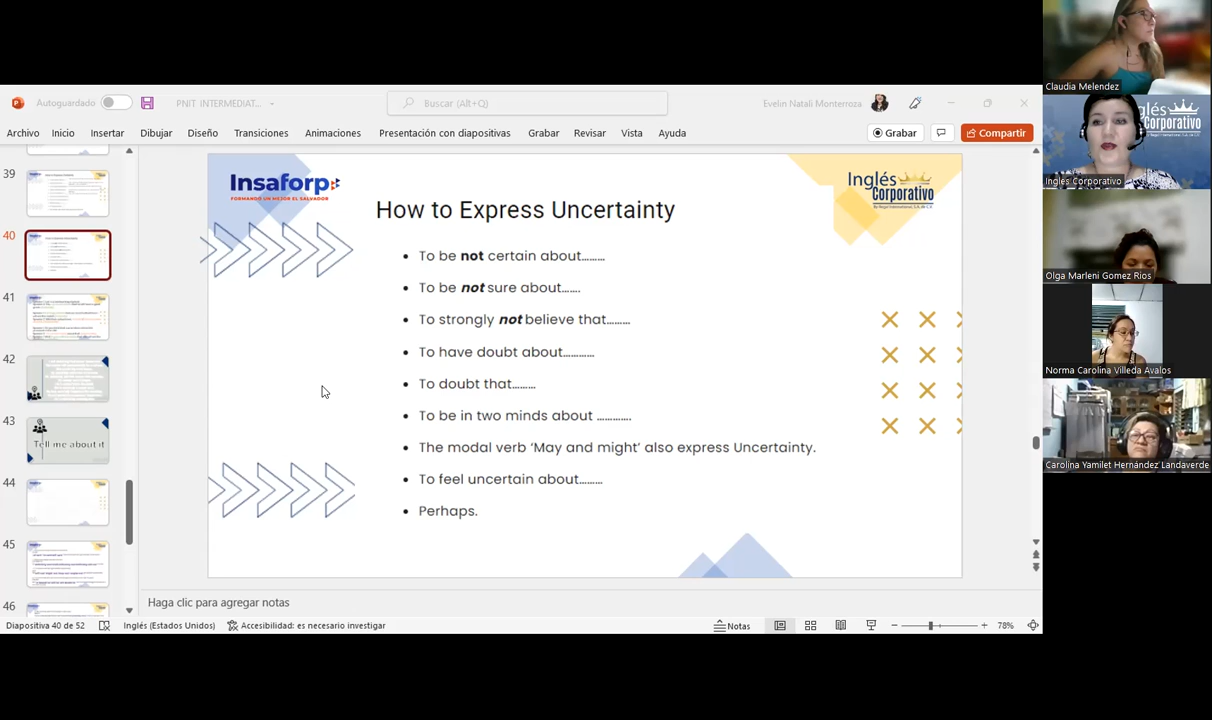 Autoguardado
PNIT INTERMEDIAT...
Buscar (Alt+Q)
Evelin Natali Monterroza
Archivo Inicio Insertar Dibujar Diseño Transiciones Animaciones Presentación con diapositivas Grabar Revisar Vista Ayuda
Grabar
Compartir
39
40
41
42
43
Tell me about it
44
45
46
Insaforp
FORMANDO UN MEJOR EL SALVADOR
Inglés
Corporativo
How to Express Uncertainty
To be not certain about.........
To be not sure about.......
To strongly not believe that.........
To have doubt about............
To doubt that.........
To be in two minds about .............
The modal verb ‘May and might’ also express Uncertainty.
To feel uncertain about.........
Perhaps.
Haga clic para agregar notas
Diapositiva 40 de 52
Inglés (Estados Unidos)
Accesibilidad: es necesario investigar
Notas
78%
Claudia Melendez
Inglés
Corporativo
Ingles Corporativo
Olga Marleni Gomez Rios
Norma Carolina Villeda Avalos
Carolina Yamilet Hernández Landaverde